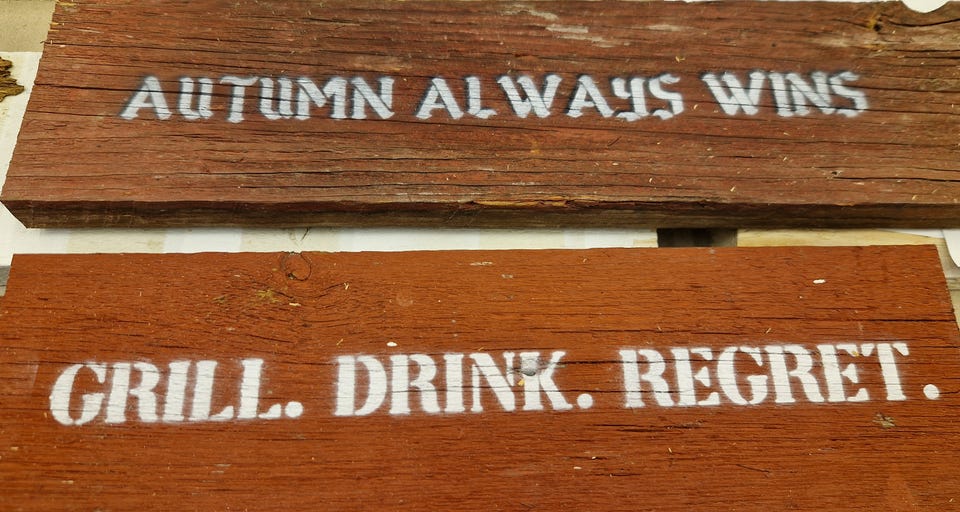 AUTUMN ALWAYS WINS
GRILL. DRINK. REGRET.